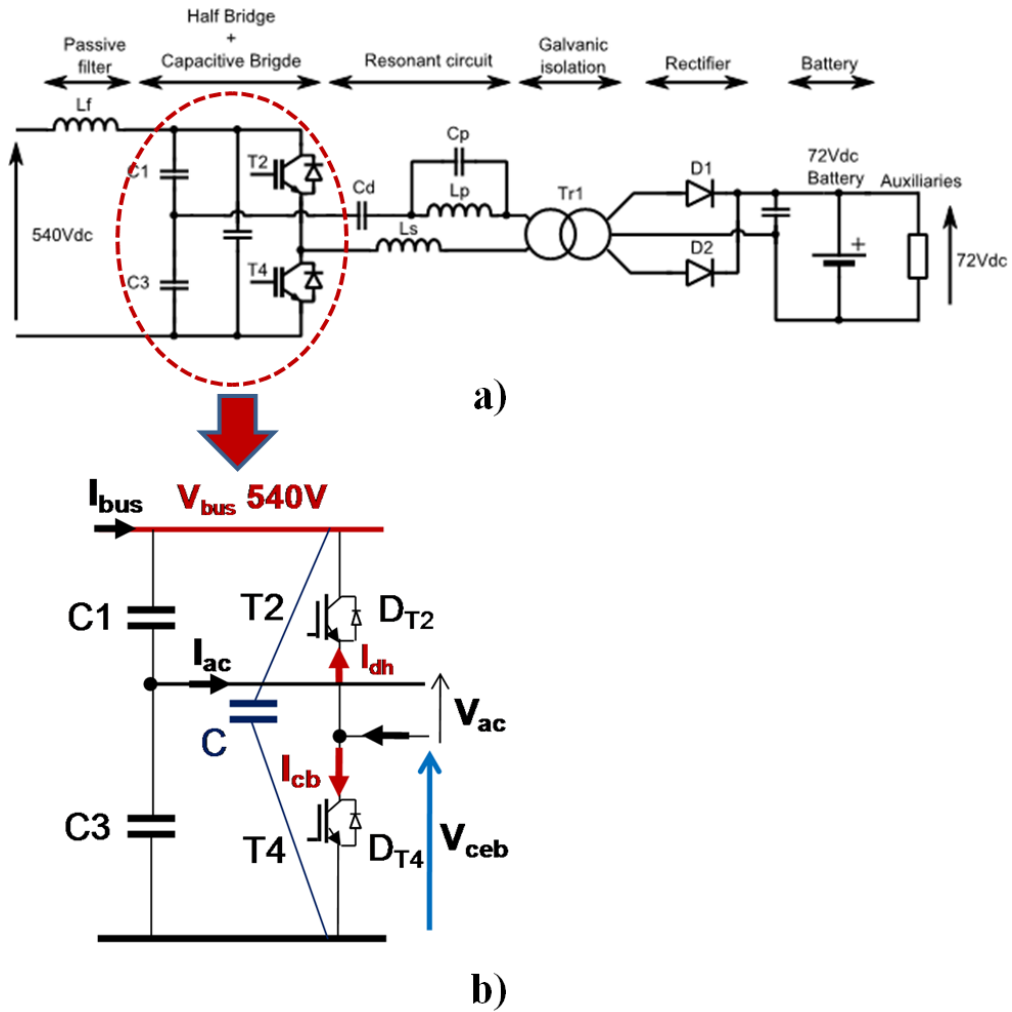 Half Bridge
+
Capacitive Brigde
Passive
filter
Resonant circuit
Galvanic
isolation
Rectifier
Battery
Lf
C1
T2
Cp
Cd
Lp
Ls
Tr1
D1
72Vdc
Battery
Auxiliaries
540Vdc
C3
T4
D2
+
72Vdc
a)
Ibus
Vbus 540V
C1
T2
DT2
Iac
Idh
Vac
C
Icb
C3
T4
DT4
Vceb
b)